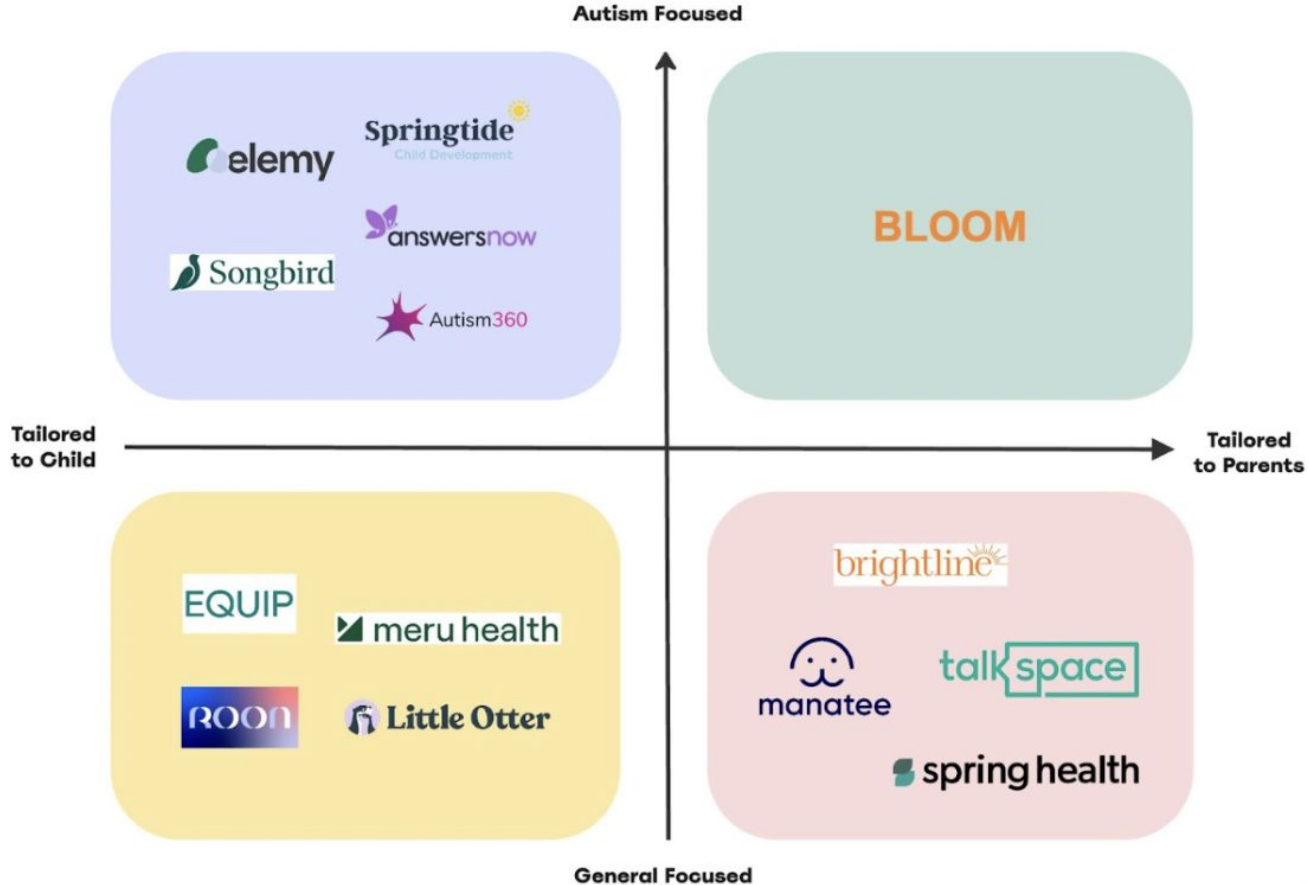 Autism Focused
elemy
Springtide
Child Development
answersnow
Songbird
Autism360
BLOOM
Tailored
to Child
Tailored
to Parents
EQUIP
meru health
ROON
Little Otter
brightline
manatee
talkspace
spring health
General Focused